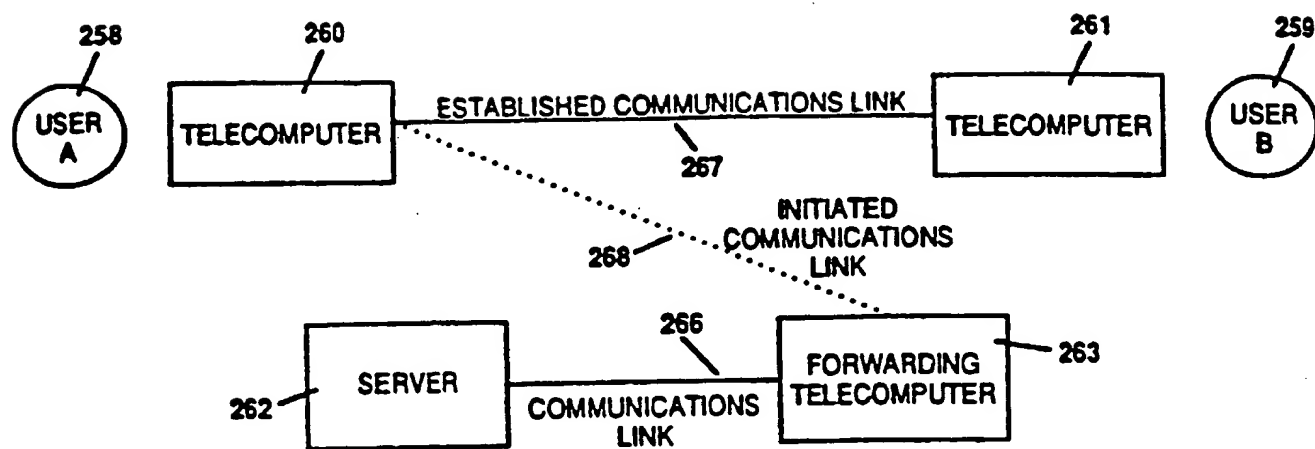 258
260
261
259
USER
A
TELECOMPUTER
ESTABLISHED COMMUNICATIONS LINK
TELECOMPUTER
USER
B
267
INITIATED
COMMUNICATIONS
LINK
268
266
263
SERVER
FORWARDING
TELECOMPUTER
262
COMMUNICATIONS
LINK